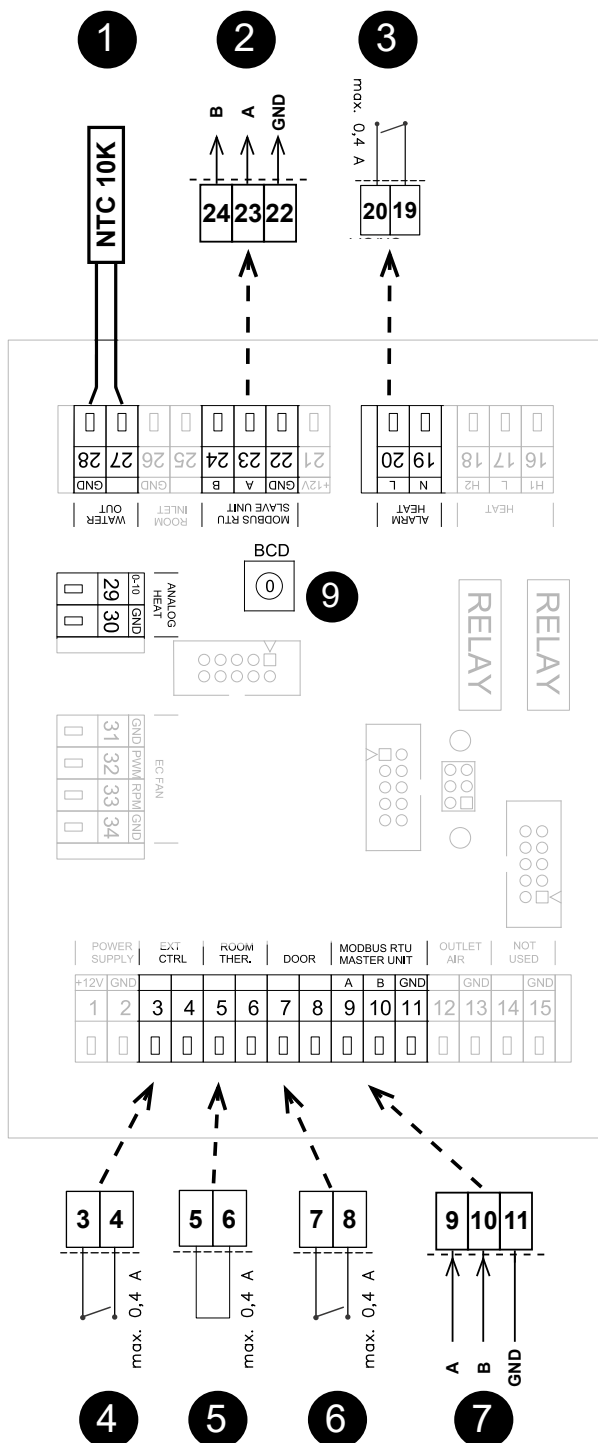 1
2
3
B
A
GND
24 23 22
max. 0,4 A
20 19
NTC 10K
28 27 26 25 24 23 22 21
GND GND B A GND +12V
WATER OUT
ROOM INLET
MODBUS RTU SLAVE UNIT
20 19 18 17 16
L N H2 L H1
ALARM HEAT
HEAT
BCD
0
9
29 0-10
30 GND
ANALOG HEAT
RELAY
RELAY
31 GND
32 PWM
33 RPM
34 GND
EC FAN
POWER SUPPLY
EXT CTRL
ROOM THER.
DOOR
MODBUS RTU MASTER UNIT
OUTLET AIR
NOT USED
+12V GND A B GND GND GND
1 2 3 4 5 6 7 8 9 10 11 12 13 14 15
3 4
max. 0,4 A
5 6
max. 0,4 A
7 8
max. 0,4 A
9 10 11
A
B
GND
4
5
6
7